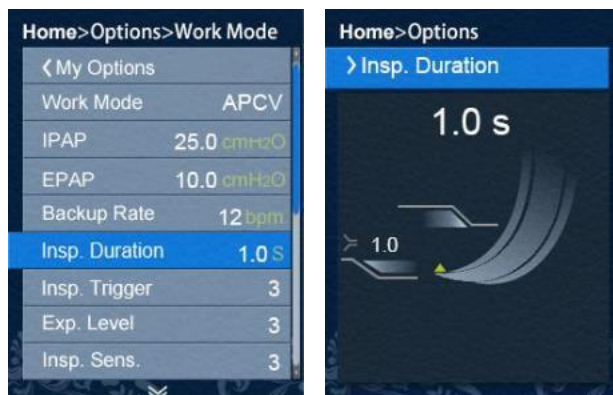 Home>Options>Work Mode
My Options
Work Mode APCV
IPAP 25.0 cmH2O
EPAP 10.0 cmH2O
Backup Rate 12 bpm
Insp. Duration 1.0 S
Insp. Trigger 3
Exp. Level 3
Insp. Sens. 3
Home>Options
Insp. Duration
1.0 s
1.0